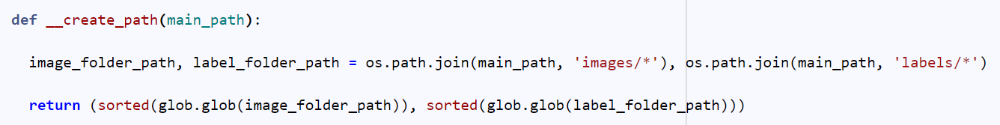 def __create_path(main_path):
image_folder_path, label_folder_path = os.path.join(main_path, 'images/*'), os.path.join(main_path, 'labels/*')
return (sorted(glob.glob(image_folder_path)), sorted(glob.glob(label_folder_path)))